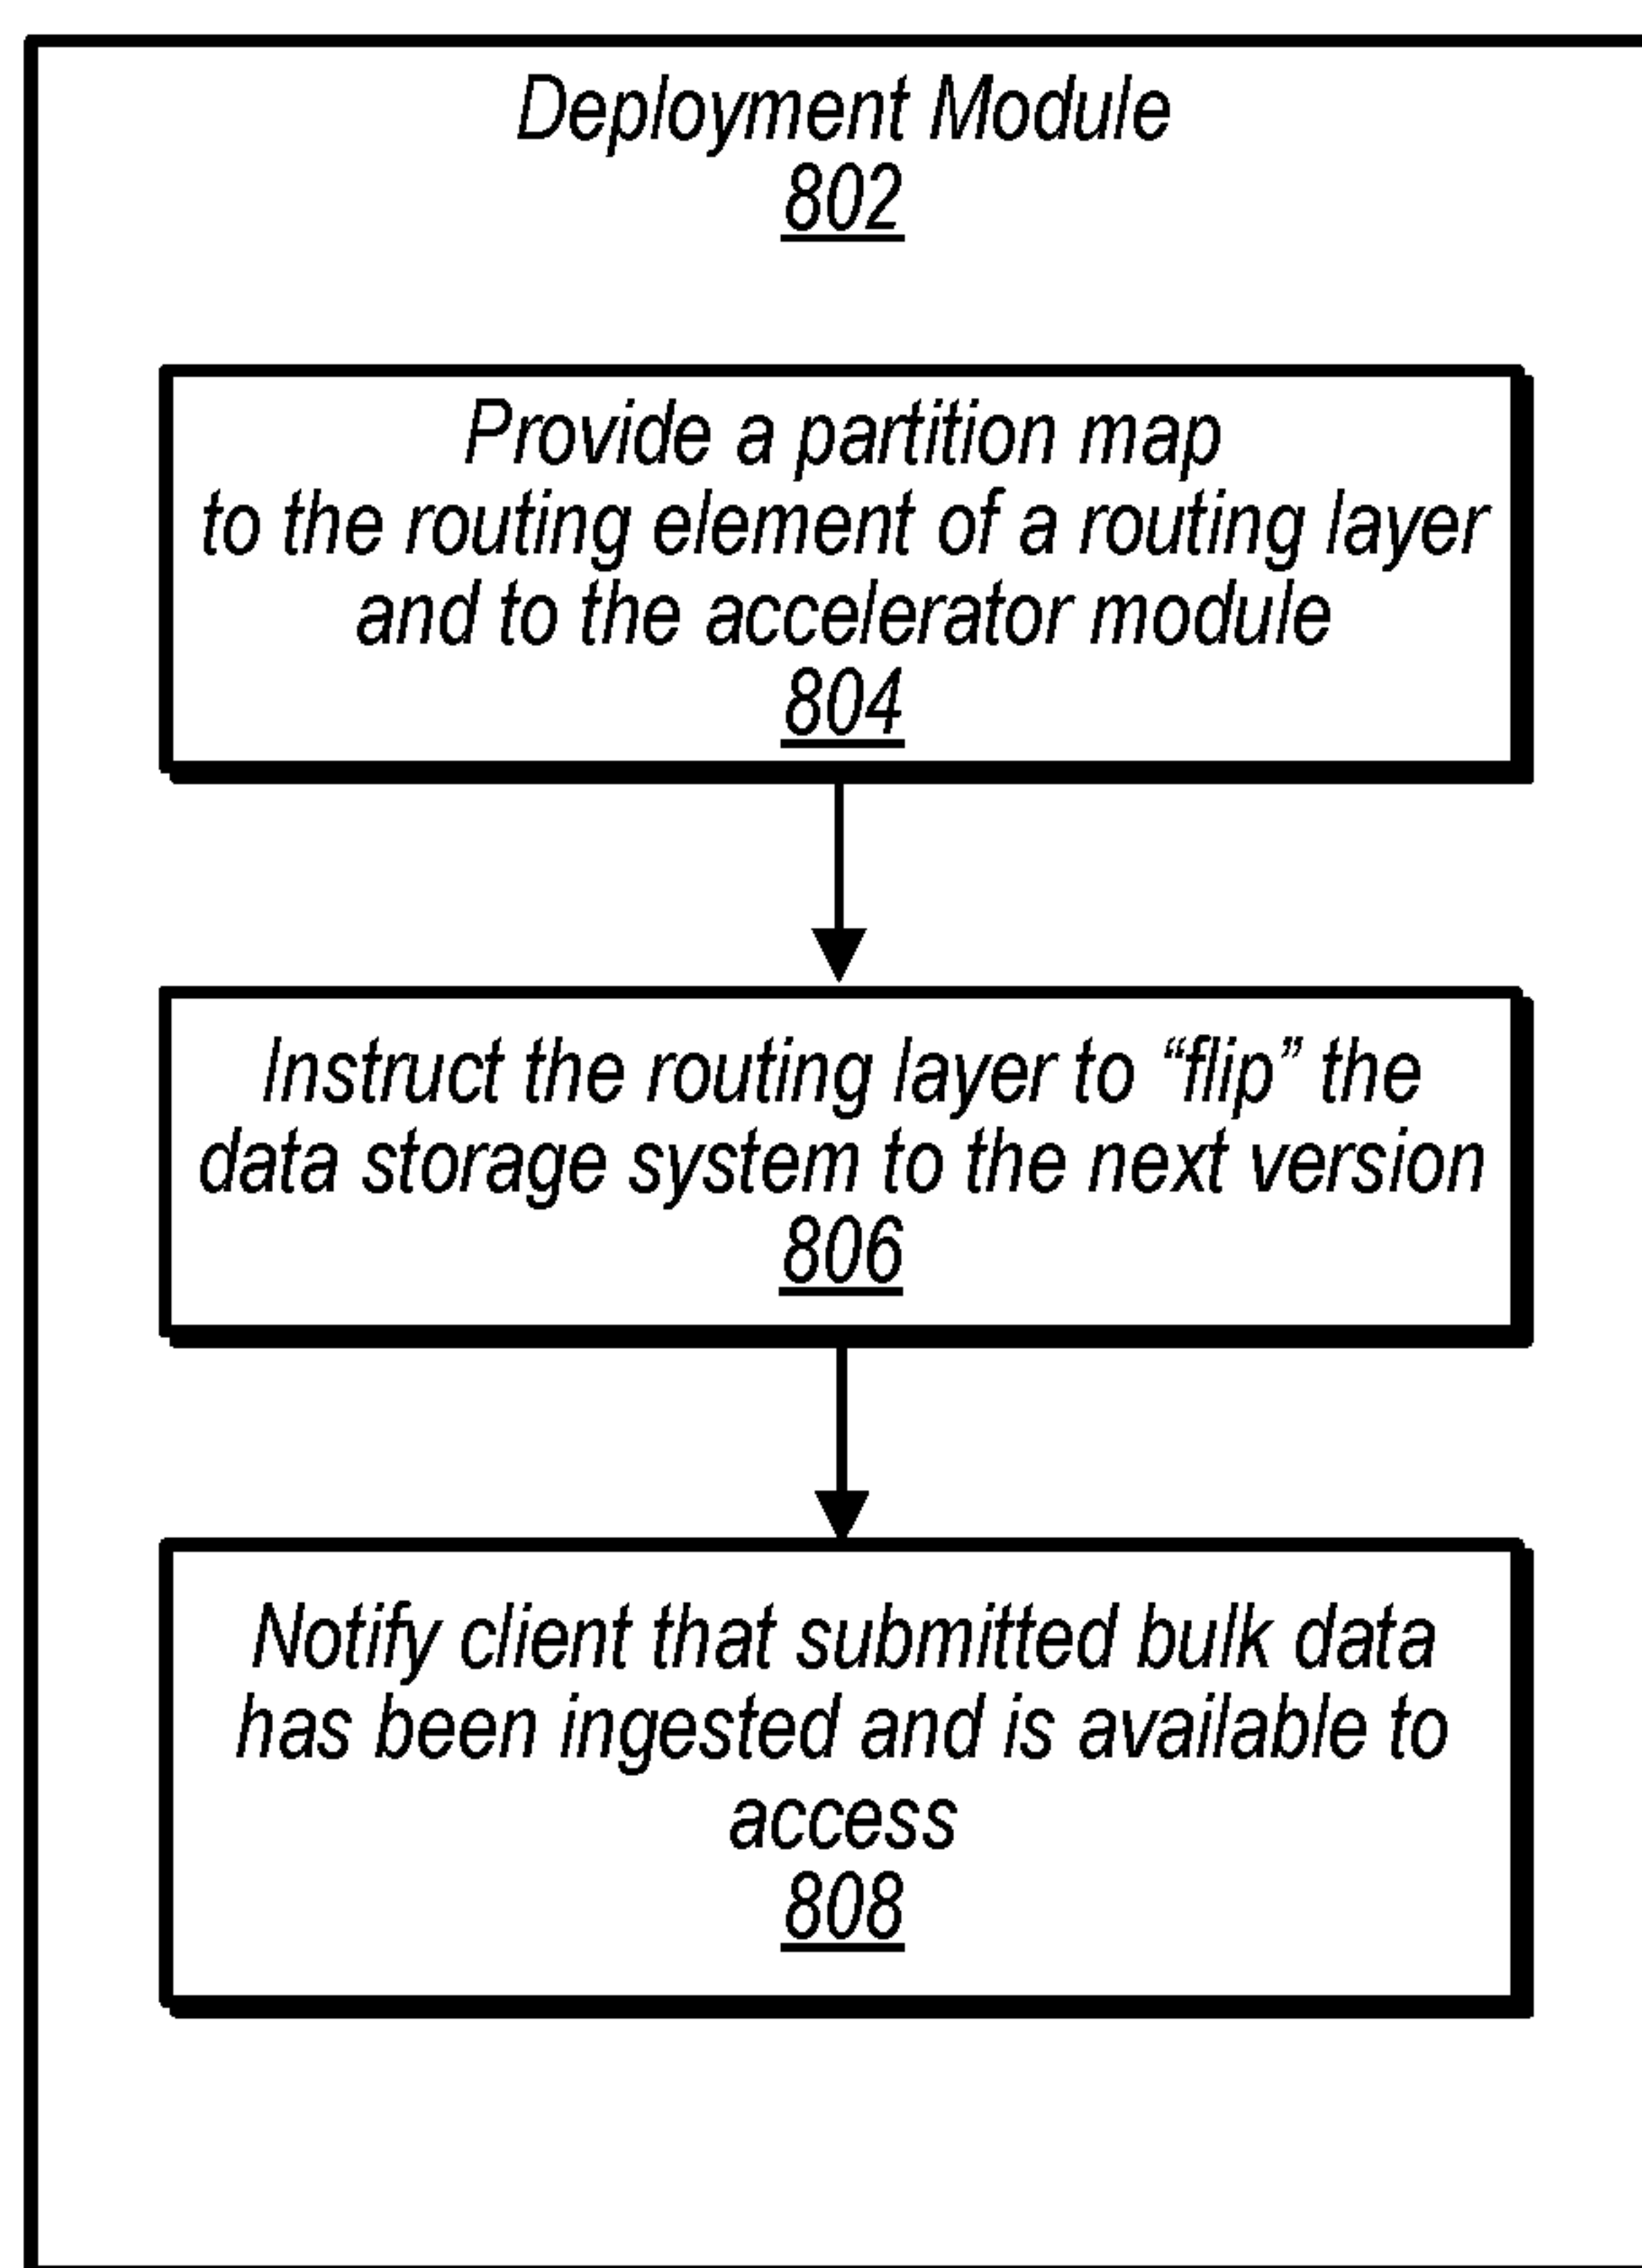 Deployment Module
802
Provide a partition map
to the routing element of a routing layer
and to the accelerator module
804
Instruct the routing layer to “flip” the
data storage system to the next version
806
Notify client that submitted bulk data
has been ingested and is available to
access
808